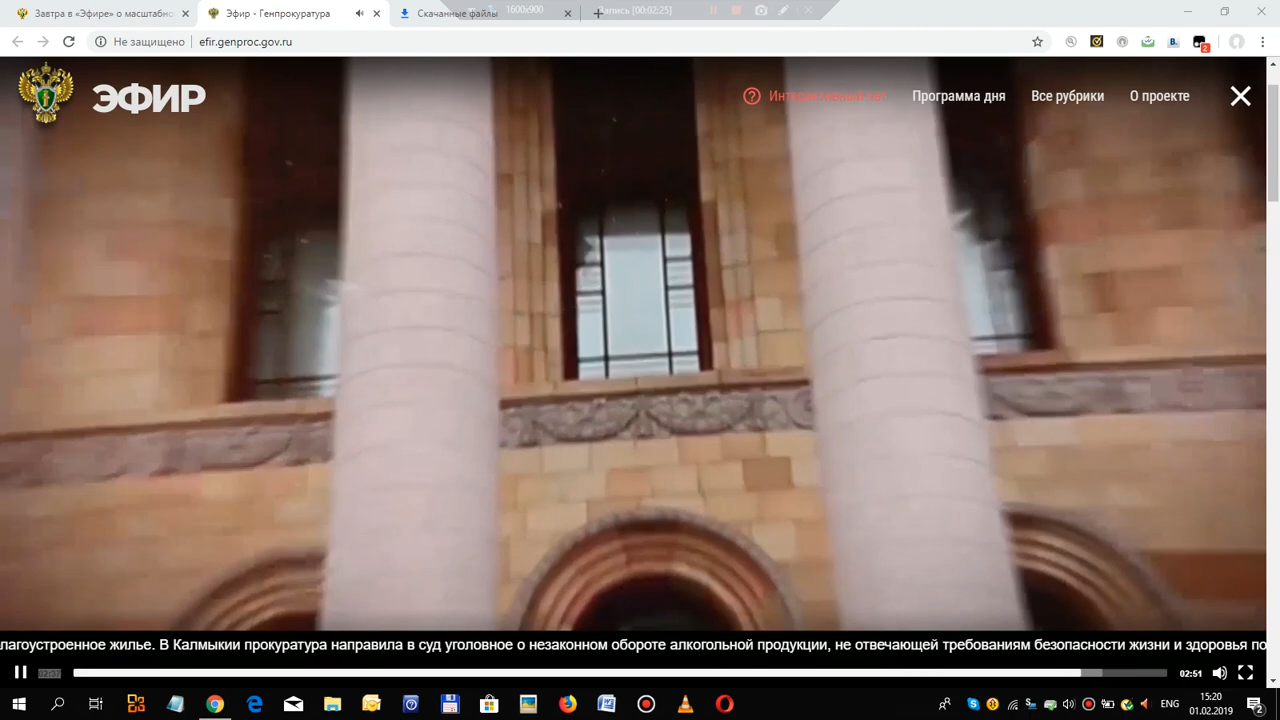 Завтра в «Эфире» о масштабно
Эфир - Генпрокуратура
Скачанные файлы
1600x900
Запись [00:02:25]
Не защищено
efir.genproc.gov.ru
B.
2
ЭФИР
Программа дня
Все рубрики
О проекте
лагоустроенное жилье. В Калмыкии прокуратура направила в суд уголовное о незаконном обороте алкогольной продукции, не отвечающей требованиям безопасности жизни и здоровья по
02:51
ENG
15:20
01.02.2019
2